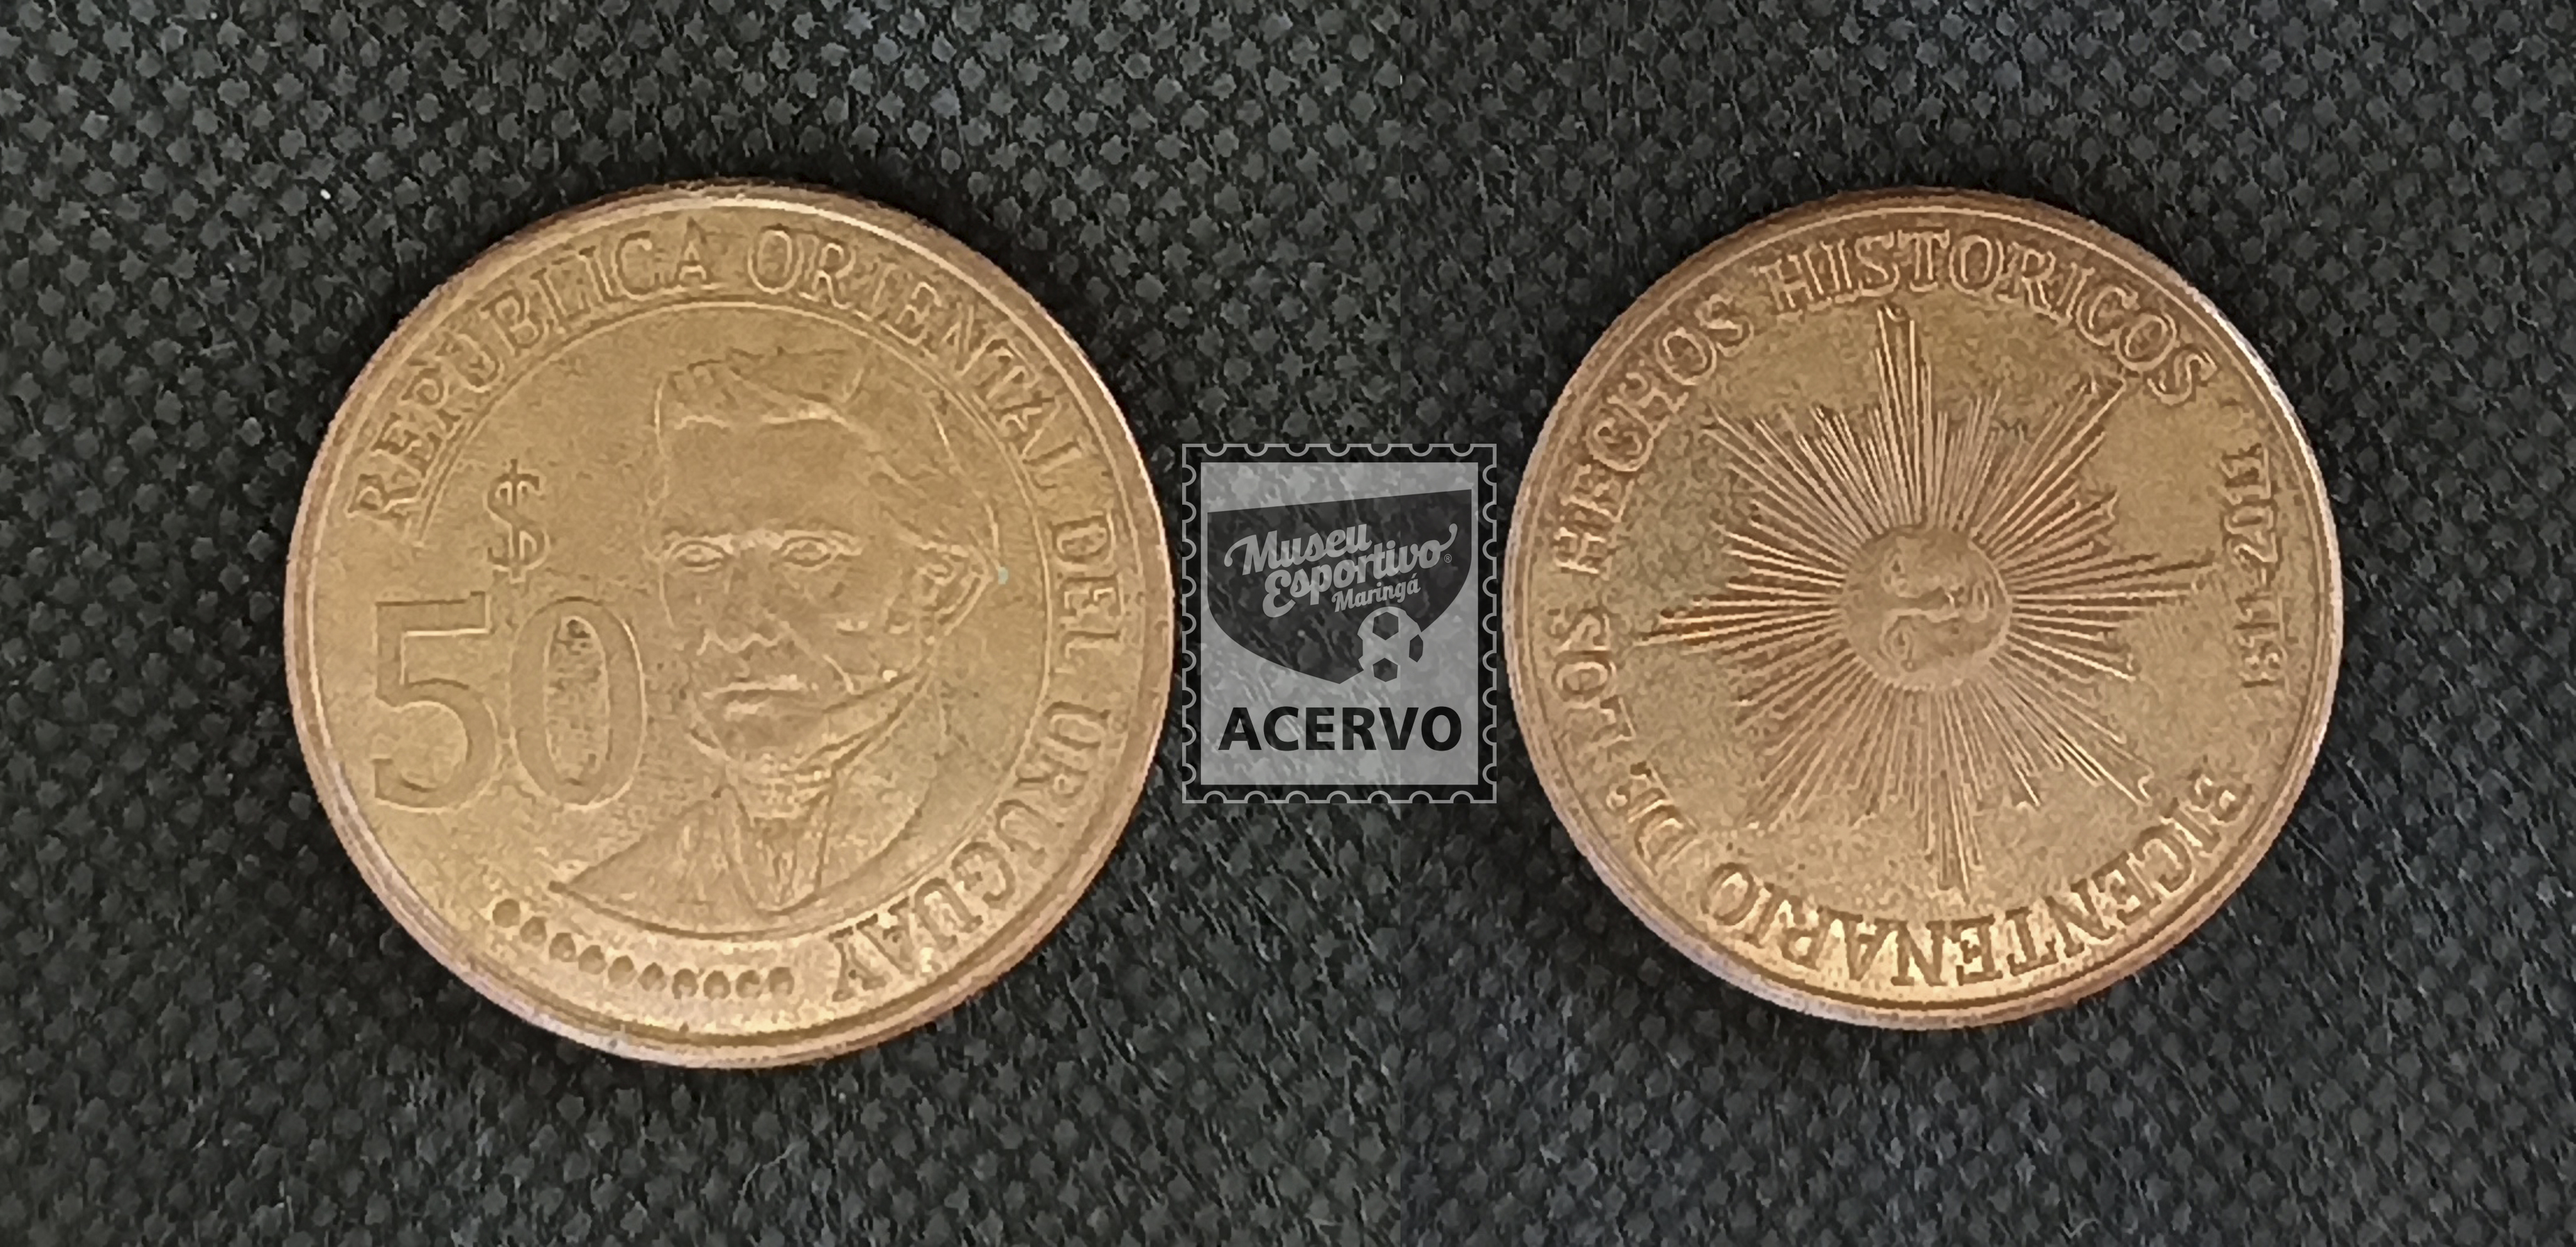 REPUBLICA ORIENTAL DEL URUGUAY
$
50
Museu
Esportivo®
Maringá
ACERVO
BICENTENARIO DE LOS HECHOS HISTORICOS
1811-2011